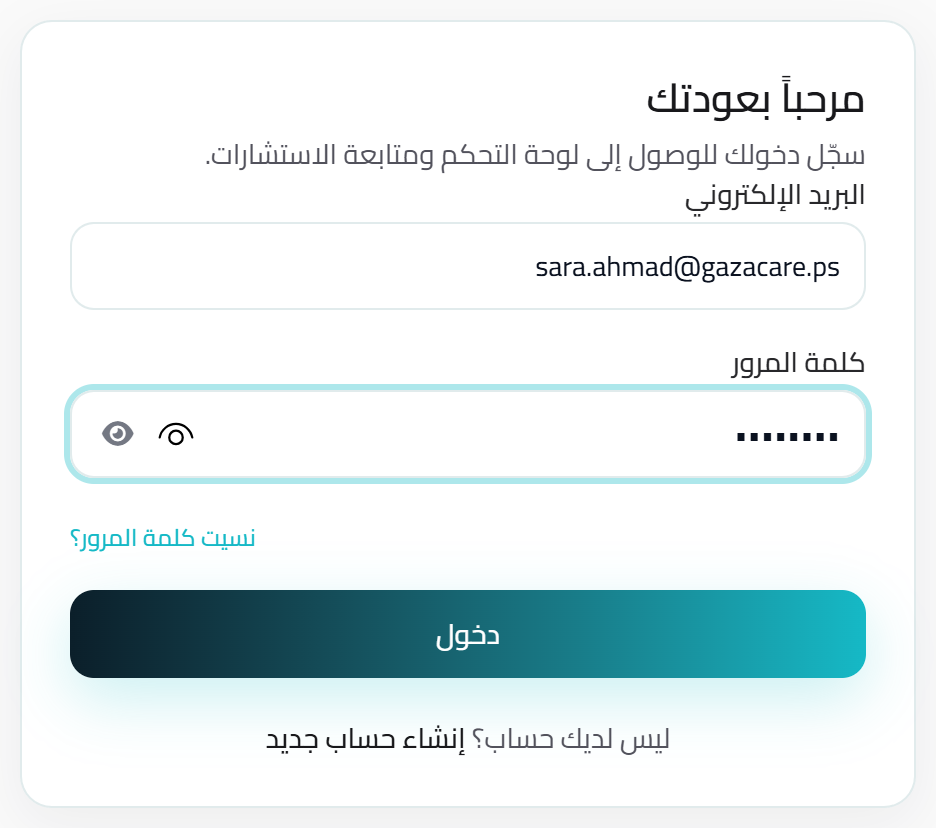 مرحباً بعودتك
سجّل دخولك للوصول إلى لوحة التحكم ومتابعة الاستشارات.
البريد الإلكتروني
sara.ahmad@gazacare.ps
كلمة المرور
نسيت كلمة المرور؟
دخول
ليس لديك حساب؟ إنشاء حساب جديد